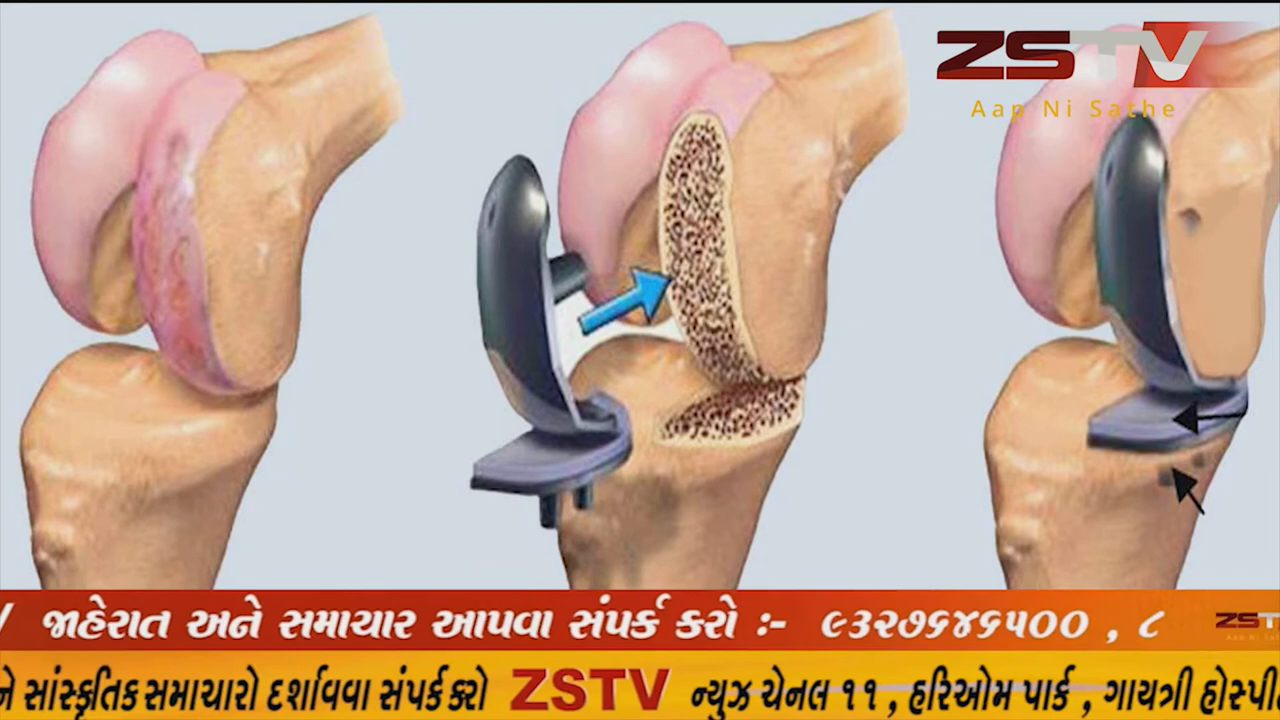 ZSTV
Aap Ni Sathe
જાહેરાત અને સમાચાર આપવા સંપર્ક કરો :- ૯૩૨૭૬૪૬૫૦૦ , ૮ ZST
સાંસ્કૃતિક સમાચારો દર્શાવવા સંપર્ક કરો ZSTV ન્યુઝ ચેનલ ૧૧ , હરિઓમ પાર્ક , ગાયત્રી